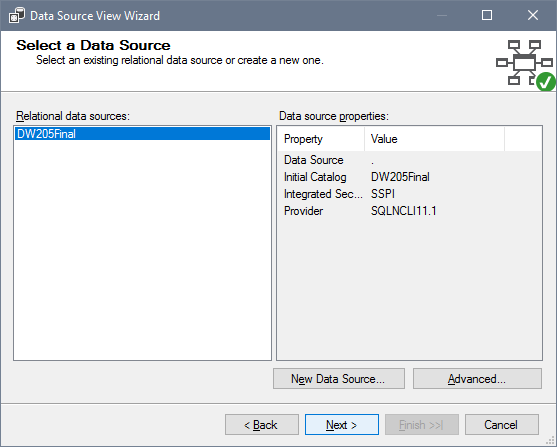 Data Source View Wizard
Select a Data Source
Select an existing relational data source or create a new one.
Relational data sources:
DW205Final
Data source properties:
Property Value
Data Source .
Initial Catalog DW205Final
Integrated Sec... SSPI
Provider SQLNCLI11.1
New Data Source...
Advanced...
< Back
Next >
Finish >>|
Cancel